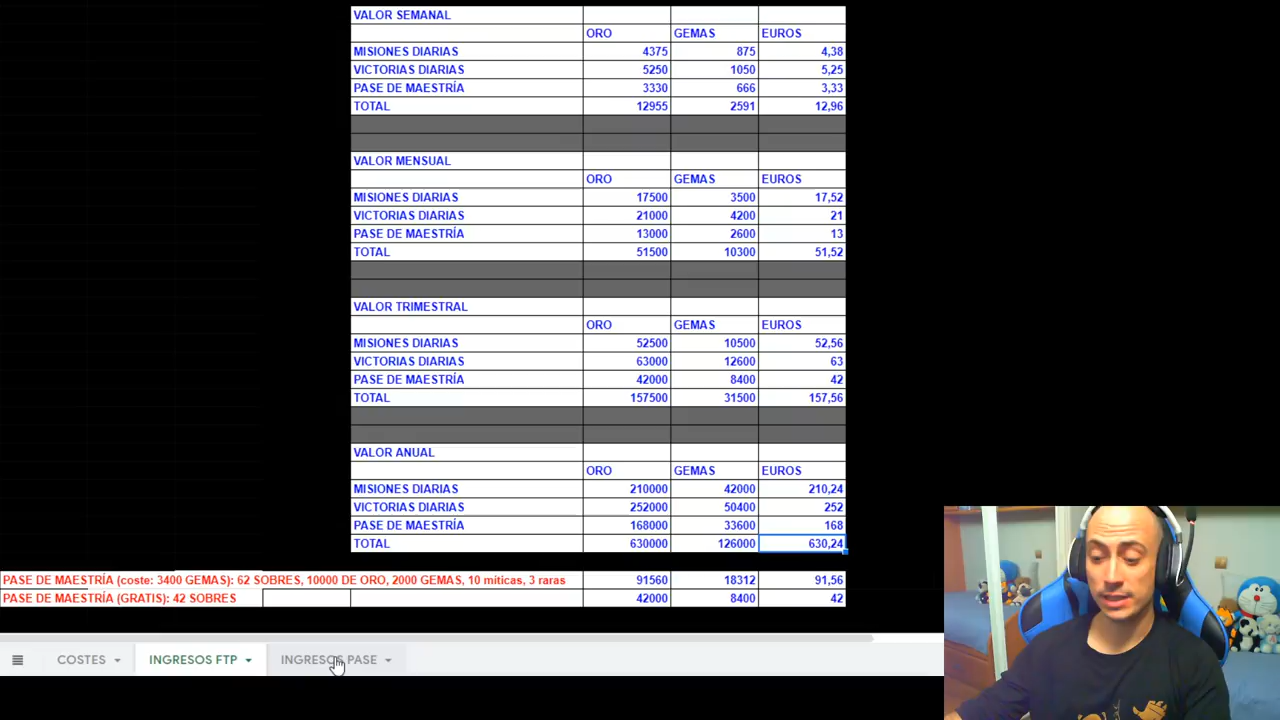 VALOR SEMANAL
ORO GEMAS EUROS
MISIONES DIARIAS 4375 875 4,38
VICTORIAS DIARIAS 5250 1050 5,25
PASE DE MAESTRÍA 3330 666 3,33
TOTAL 12955 2591 12,96
VALOR MENSUAL
ORO GEMAS EUROS
MISIONES DIARIAS 17500 3500 17,52
VICTORIAS DIARIAS 21000 4200 21
PASE DE MAESTRÍA 13000 2600 13
TOTAL 51500 10300 51,52
VALOR TRIMESTRAL
ORO GEMAS EUROS
MISIONES DIARIAS 52500 10500 52,56
VICTORIAS DIARIAS 63000 12600 63
PASE DE MAESTRÍA 42000 8400 42
TOTAL 157500 31500 157,56
VALOR ANUAL
ORO GEMAS EUROS
MISIONES DIARIAS 210000 42000 210,24
VICTORIAS DIARIAS 252000 50400 252
PASE DE MAESTRÍA 168000 33600 168
TOTAL 630000 126000 630,24
PASE DE MAESTRÍA (coste: 3400 GEMAS): 62 SOBRES, 10000 DE ORO, 2000 GEMAS, 10 míticas, 3 raras 91560 18312 91,56
PASE DE MAESTRÍA (GRATIS): 42 SOBRES 42000 8400 42
COSTES INGRESOS FTP INGRESOS PASE